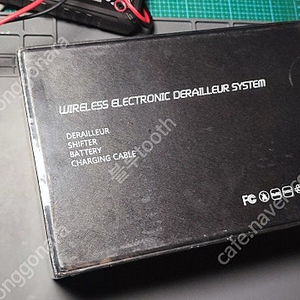 WIRELESS ELECTRONIC DERAILLEUR SYSTEM
DERAILLEUR
SHIFTER
BATTERY
CHARGING CABLE
FC
블루tooth
cafe.naver